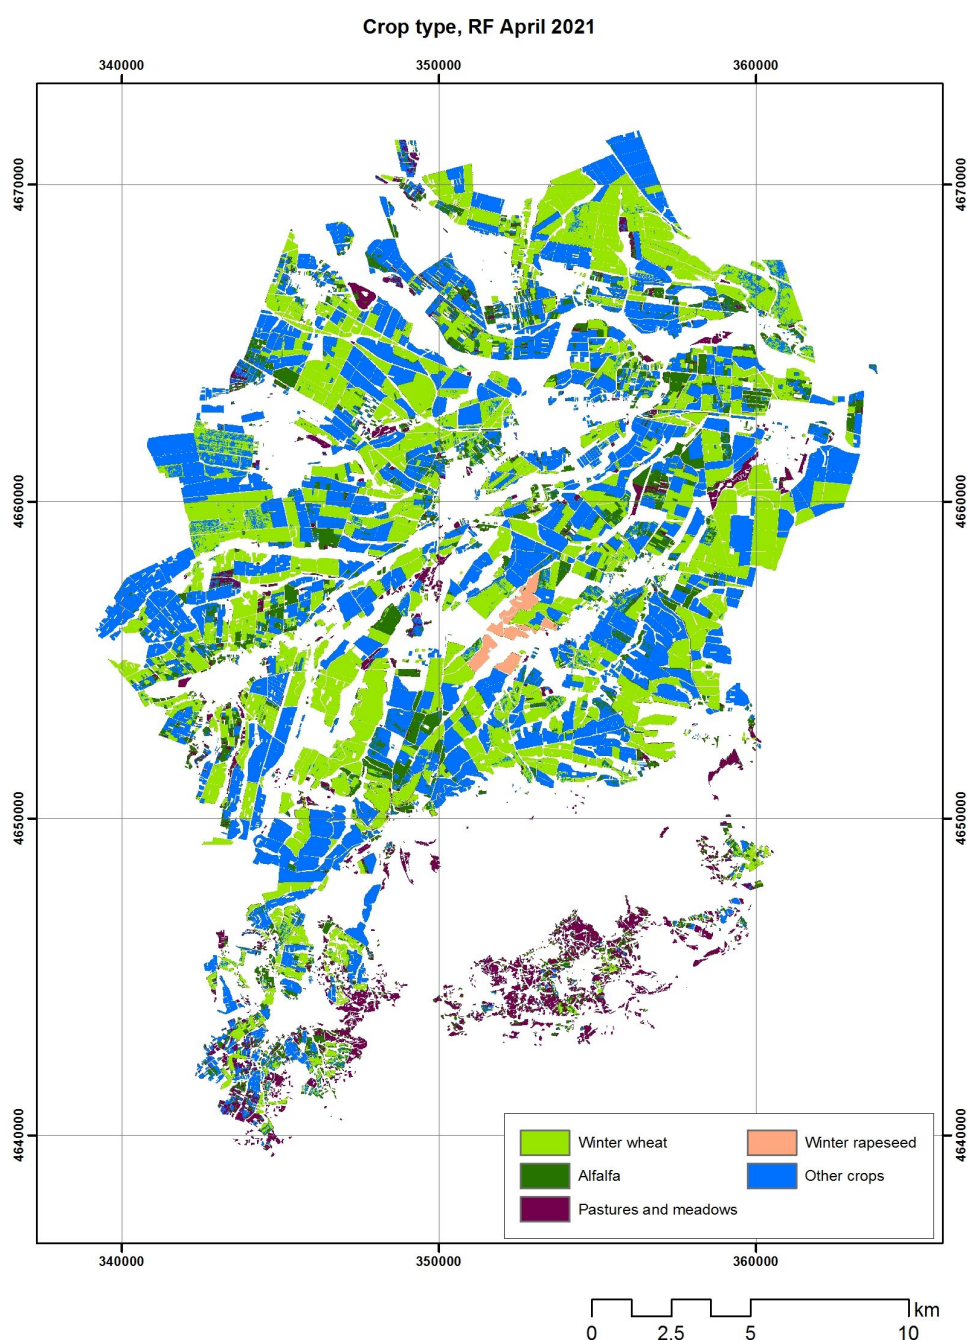 Crop type, RF April 2021
340000 350000 360000
4670000 4670000
4660000 4660000
4650000 4650000
4640000 4640000
Winter wheat Winter rapeseed
Alfalfa Other crops
Pastures and meadows
340000 350000 360000
km
0 2.5 5 10